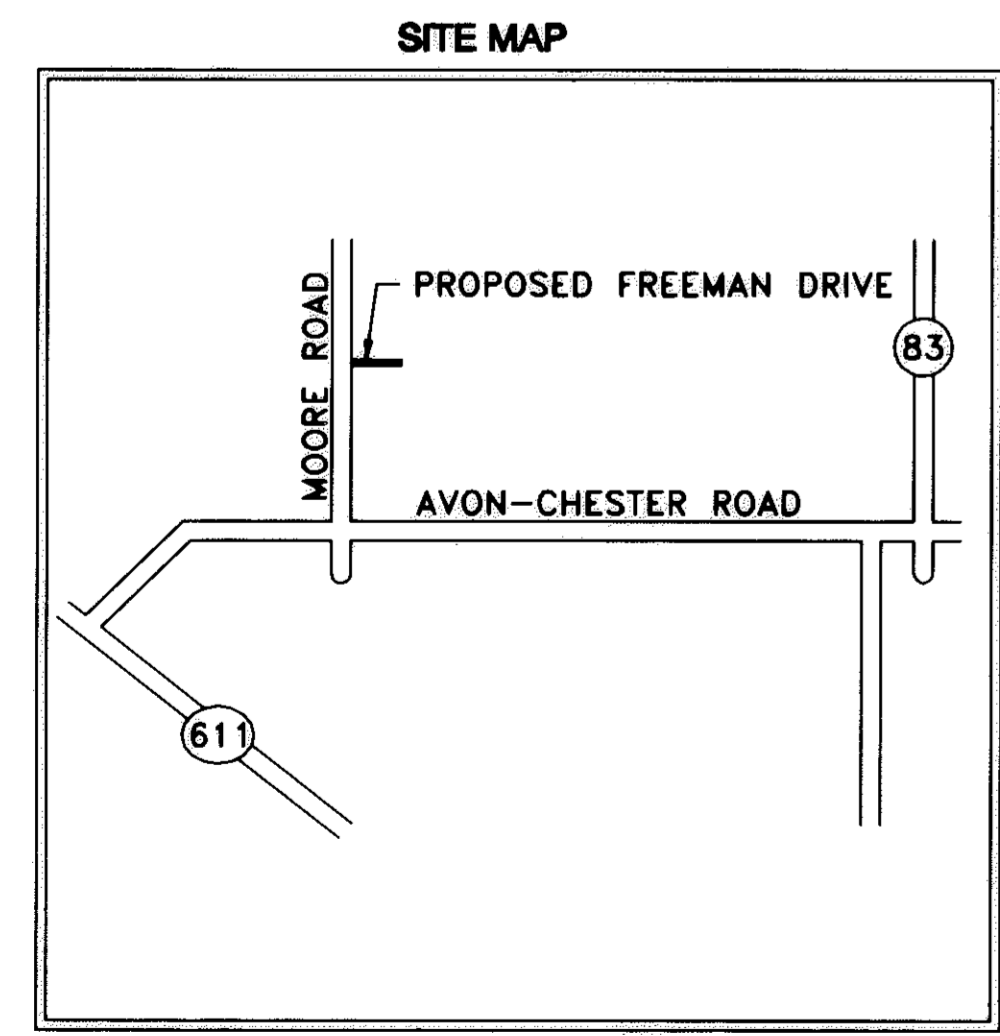 SITE MAP
PROPOSED FREEMAN DRIVE
MOORE ROAD
83
AVON-CHESTER ROAD
611